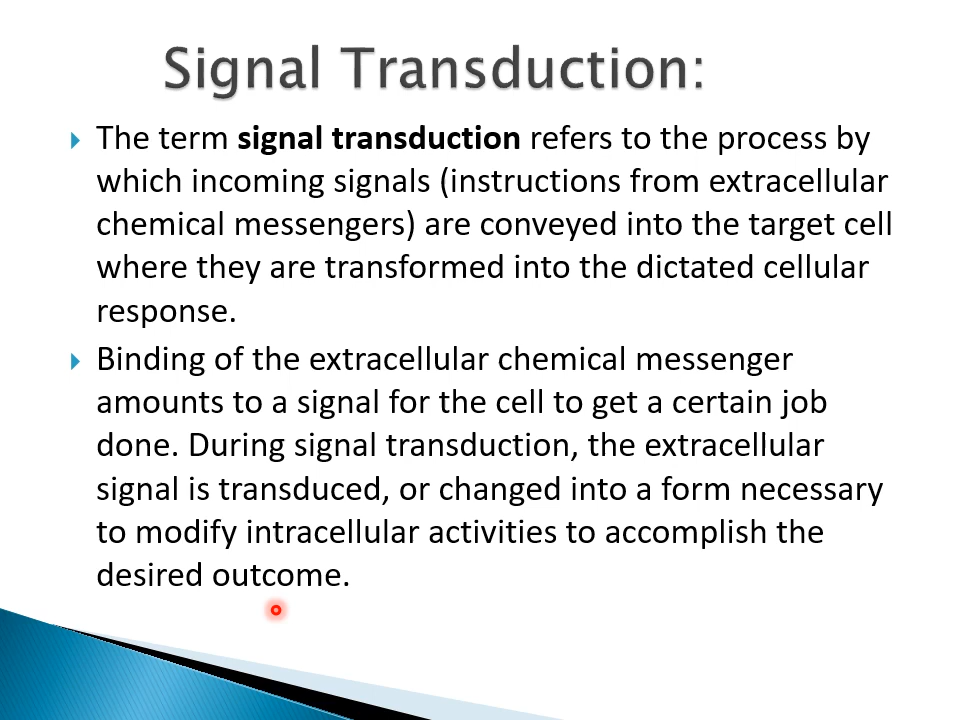 Signal Transduction:
The term signal transduction refers to the process by
which incoming signals (instructions from extracellular
chemical messengers) are conveyed into the target cell
where they are transformed into the dictated cellular
response.
Binding of the extracellular chemical messenger
amounts to a signal for the cell to get a certain job
done. During signal transduction, the extracellular
signal is transduced, or changed into a form necessary
to modify intracellular activities to accomplish the
desired outcome.